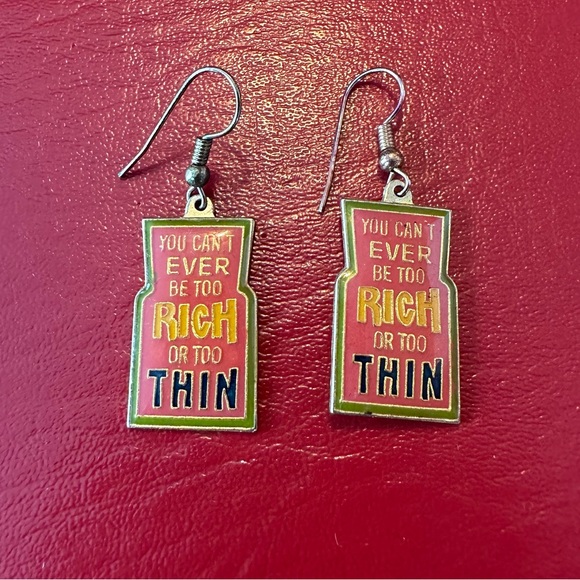 YOU CAN'T
EVER
BE TOO
RICH
OR TOO
THIN
YOU CAN'T
EVER
BE TOO
RICH
OR TOO
THIN